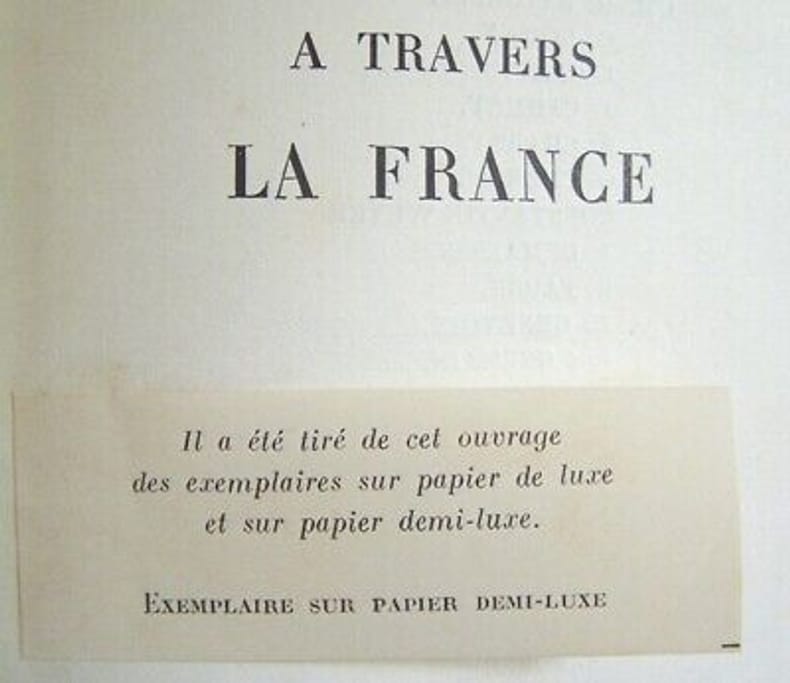 A TRAVERS
LA FRANCE
Il a été tiré de cet ouvrage
des exemplaires sur papier de luxe
et sur papier demi-luxe.
EXEMPLAIRE SUR PAPIER DEMI-LUXE